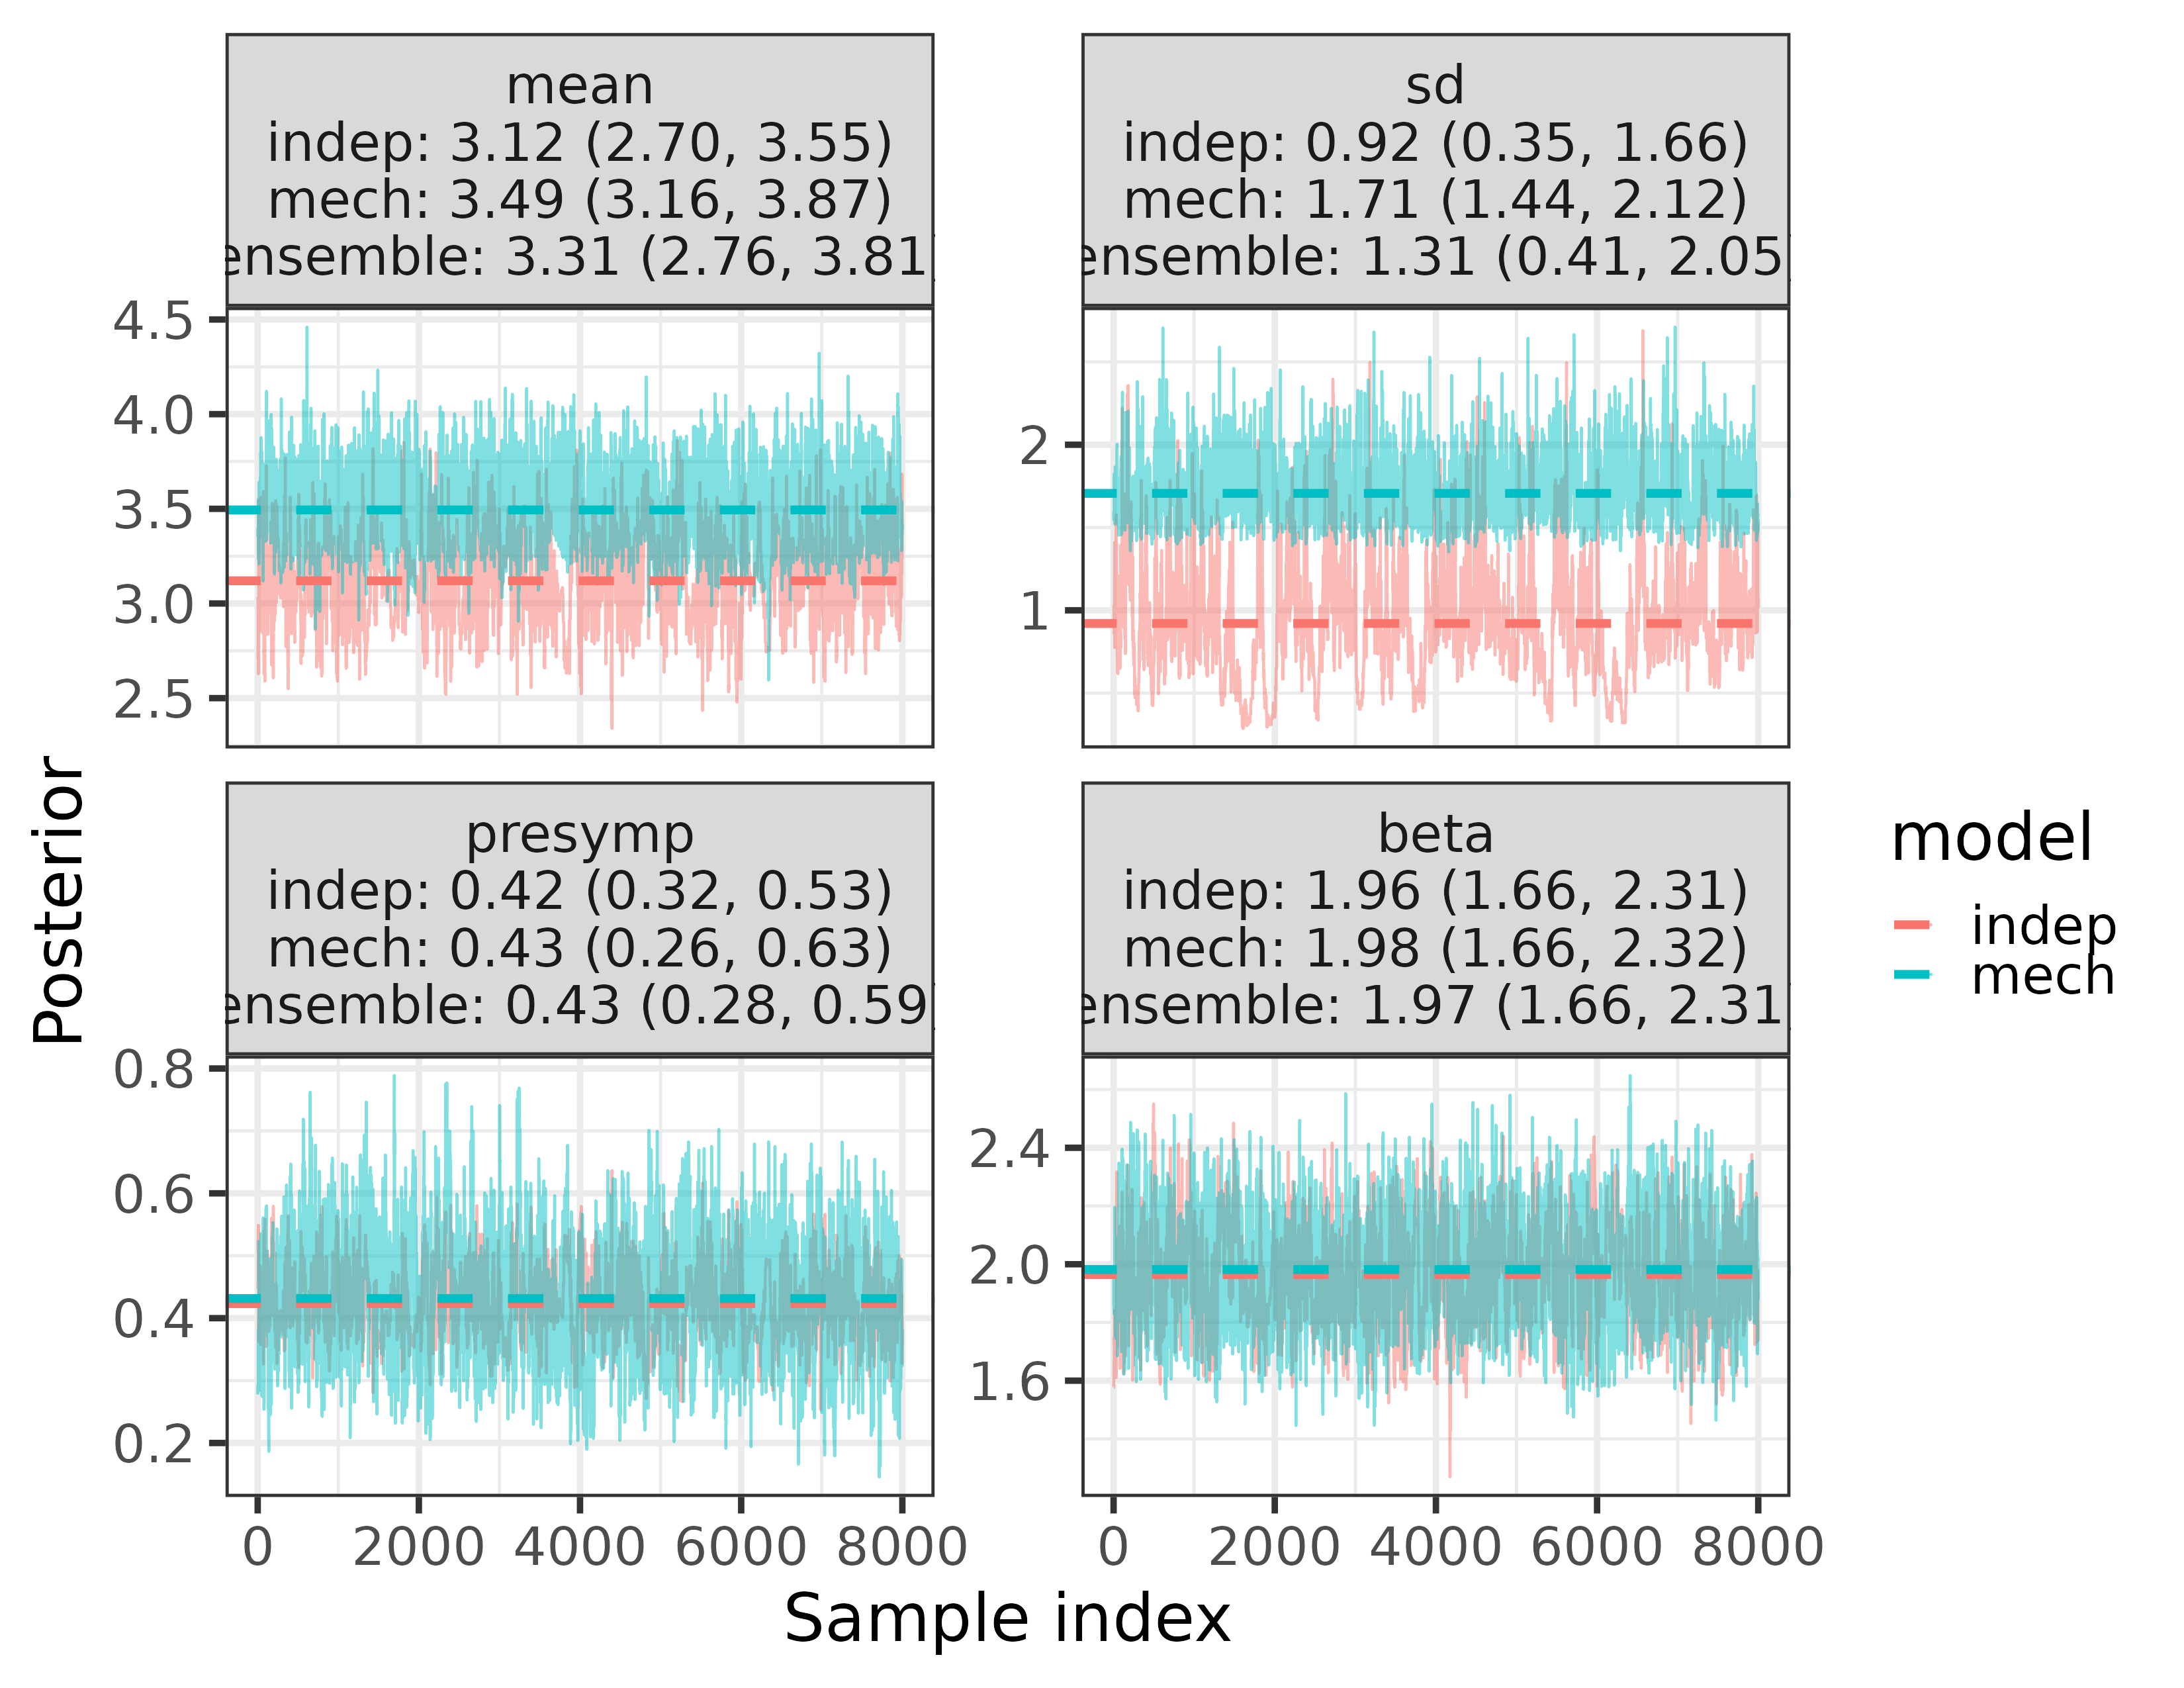 mean
indep: 3.12 (2.70, 3.55)
mech: 3.49 (3.16, 3.87)
ensemble: 3.31 (2.76, 3.81
sd
indep: 0.92 (0.35, 1.66)
mech: 1.71 (1.44, 2.12)
ensemble: 1.31 (0.41, 2.05
4.5
4.0
3.5
3.0
2.5
2
1
presymp
indep: 0.42 (0.32, 0.53)
mech: 0.43 (0.26, 0.63)
ensemble: 0.43 (0.28, 0.59
beta
indep: 1.96 (1.66, 2.31)
mech: 1.98 (1.66, 2.32)
ensemble: 1.97 (1.66, 2.31
0.8
0.6
0.4
0.2
2.4
2.0
1.6
0 2000 4000 6000 8000
0 2000 4000 6000 8000
Sample index
Posterior
model
indep
mech